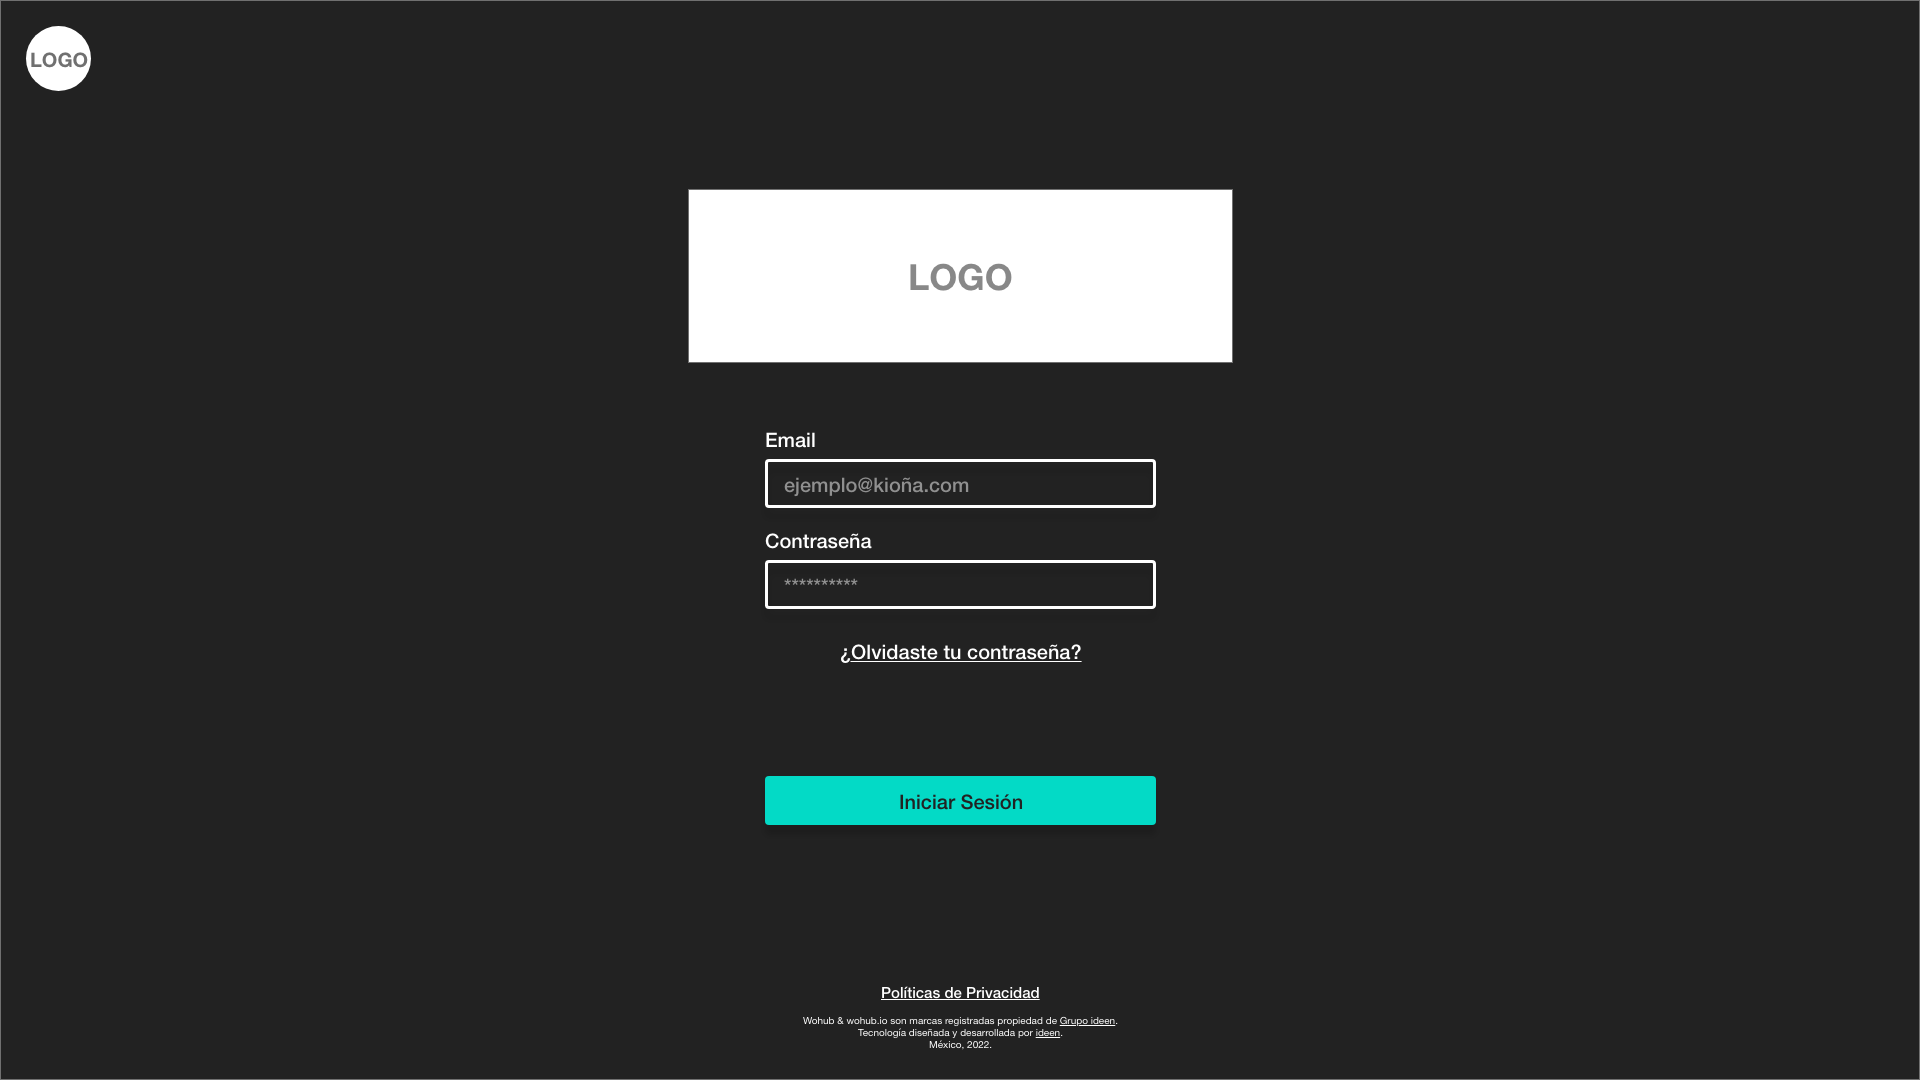 LOGO
LOGO
Email
ejemplo@kioña.com
Contraseña
**********
¿Olvidaste tu contraseña?
Iniciar Sesión
Políticas de Privacidad
Wohub & wohub.io son marcas registradas propiedad de Grupo ideen.
Tecnología diseñada y desarrollada por ideen.
México, 2022.